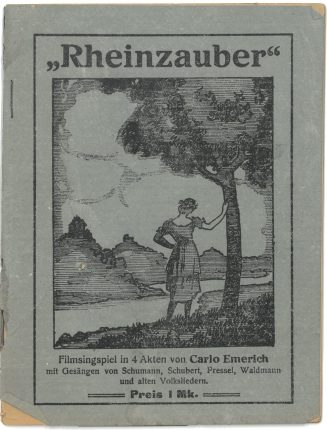 „Rheinzauber“
Filmsingspiel in 4 Akten von Carlo Emerich
mit Gesängen von Schumann, Schubert, Pressel, Waldmann
und alten Volksliedern.
Preis 1 Mk.